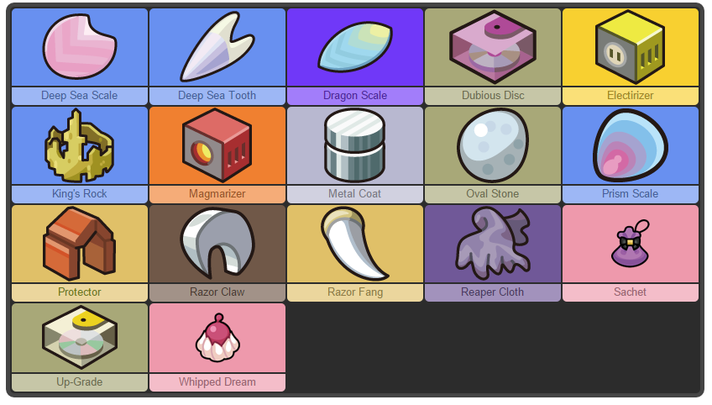 Deep Sea Scale
Deep Sea Tooth
Dragon Scale
Dubious Disc
Electirizer
King's Rock
Magmarizer
Metal Coat
Oval Stone
Prism Scale
Protector
Razor Claw
Razor Fang
Reaper Cloth
Sachet
Up-Grade
Whipped Dream